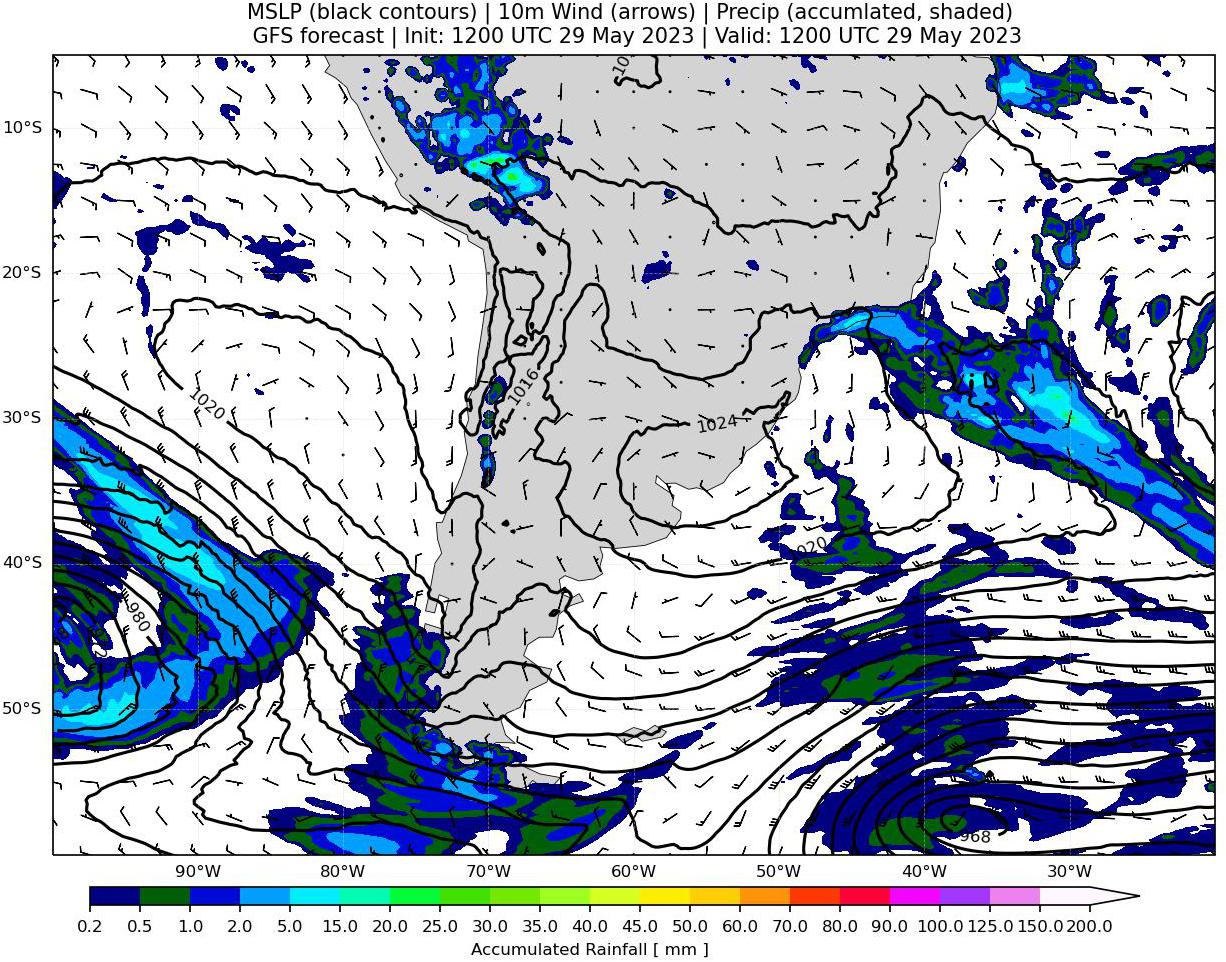 MSLP (black contours) | 10m Wind (arrows) | Precip (accumlated, shaded)
GFS forecast | Init: 1200 UTC 29 May 2023 | Valid: 1200 UTC 29 May 2023
10
10°S
20°S
1016
1020
30°S
1024
1020
40°S
980
50°S
968
90°W 80°W 70°W 60°W 50°W 40°W 30°W
0.2 0.5 1.0 2.0 5.0 10.0 15.0 20.0 25.0 30.0 35.0 40.0 45.0 50.0 60.0 70.0 80.0 90.0 100.0 125.0 150.0 200.0
Accumulated Rainfall [ mm ]